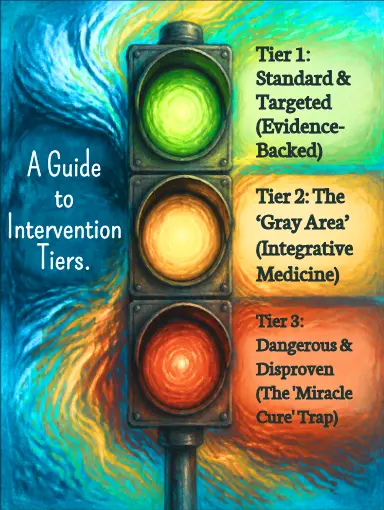 A Guide
to
Intervention
Tiers.
Tier 1:
Standard &
Targeted
(Evidence-
Backed)
Tier 2: The
‘Gray Area’
(Integrative
Medicine)
Tier 3:
Dangerous &
Disproven
(The 'Miracle
Cure' Trap)